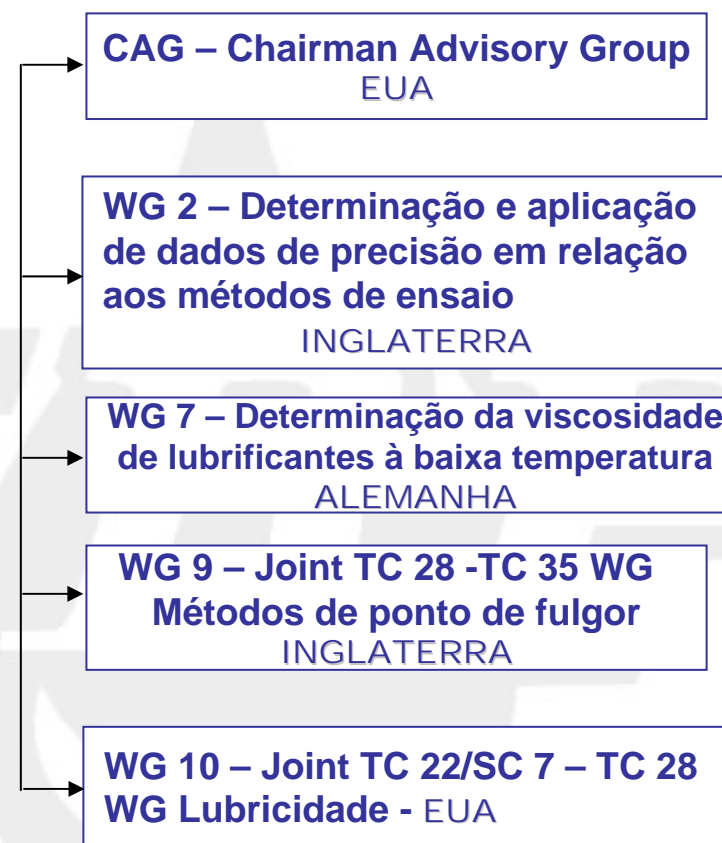 CAG – Chairman Advisory Group
EUA
WG 2 – Determinação e aplicação
de dados de precisão em relação
aos métodos de ensaio
INGLATERRA
WG 7 – Determinação da viscosidade
de lubrificantes à baixa temperatura
ALEMANHA
WG 9 – Joint TC 28 -TC 35 WG
Métodos de ponto de fulgor
INGLATERRA
WG 10 – Joint TC 22/SC 7 – TC 28
WG Lubricidade - EUA